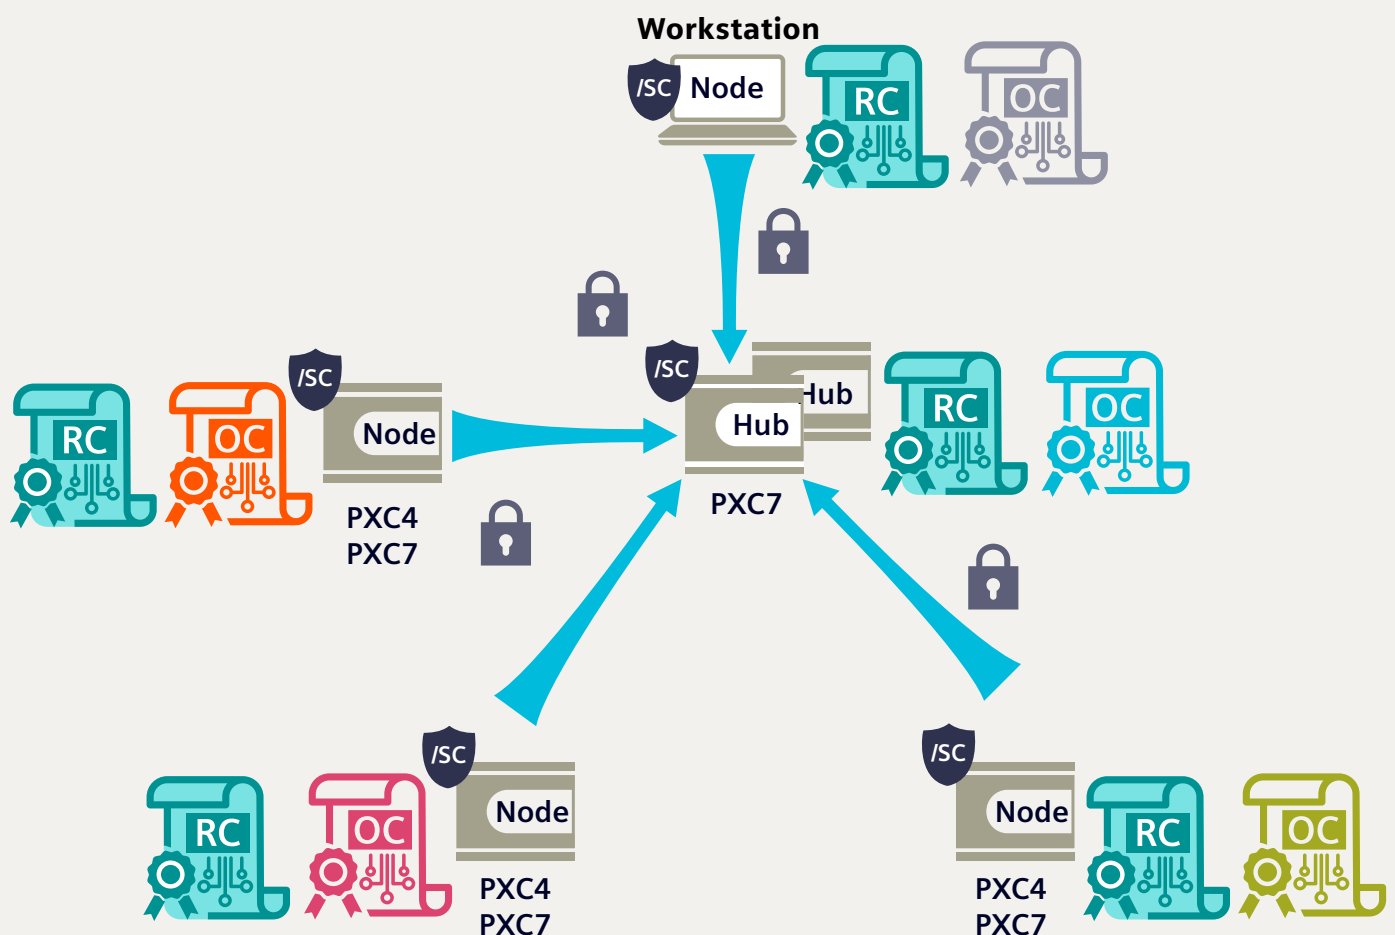 Workstation
/SC
Node
RC
OC
/SC
Hub
Hub
PXC7
RC
OC
RC
OC
/SC
Node
PXC4
PXC7
RC
OC
/SC
Node
PXC4
PXC7
/SC
Node
PXC4
PXC7
RC
OC